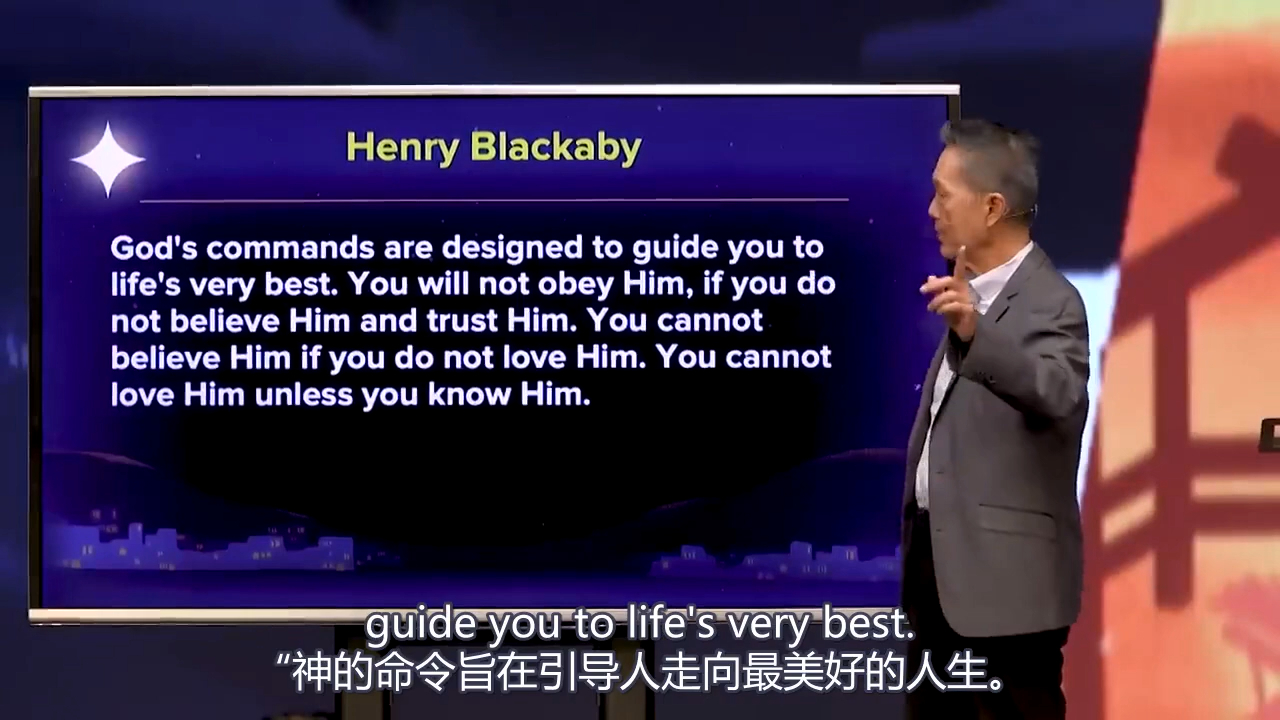 Henry Blackaby
God's commands are designed to guide you to
life's very best. You will not obey Him, if you do
not believe Him and trust Him. You cannot
believe Him if you do not love Him. You cannot
love Him unless you know Him.
guide you to life's very best.
“神的命令旨在引导人走向最美好的人生。